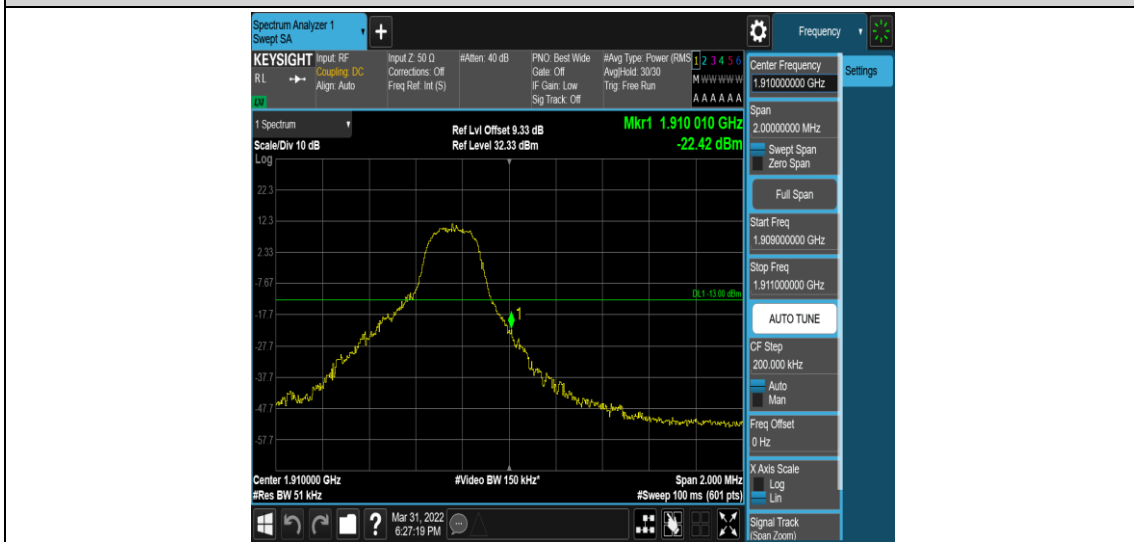 Spectrum Analyzer 1
Swept SA
+
Frequency
KEYSIGHT
RL
LXI
Input: RF
Coupling: DC
Align: Auto
Input Z: 50 Ω
Corrections: Off
Freq Ref: Int (S)
#Atten: 40 dB
PNO: Best Wide
Gate: Off
IF Gain: Low
Sig Track: Off
#Avg Type: Power (RMS
Avg|Hold: 30/30
Trig: Free Run
1 2 3 4 5 6
M W W W W W
A A A A A A
1 Spectrum
Scale/Div 10 dB
Ref Lvl Offset 9.33 dB
Ref Level 32.33 dBm
Mkr1 1.910 010 GHz
-22.42 dBm
Log
22.3
12.3
2.33
-7.67
-17.7
-27.7
-37.7
-47.7
-57.7
DL1 -13.00 dBm
1
Center 1.910000 GHz
#Res BW 51 kHz
#Video BW 150 kHz*
Span 2.000 MHz
#Sweep 100 ms (601 pts)
?
Mar 31, 2022
6:27:19 PM
Center Frequency
1.910000000 GHz
Settings
Span
2.00000000 MHz
Swept Span
Zero Span
Full Span
Start Freq
1.909000000 GHz
Stop Freq
1.911000000 GHz
AUTO TUNE
CF Step
200.000 kHz
Auto
Man
Freq Offset
0 Hz
X Axis Scale
Log
Lin
Signal Track
(Span Zoom)